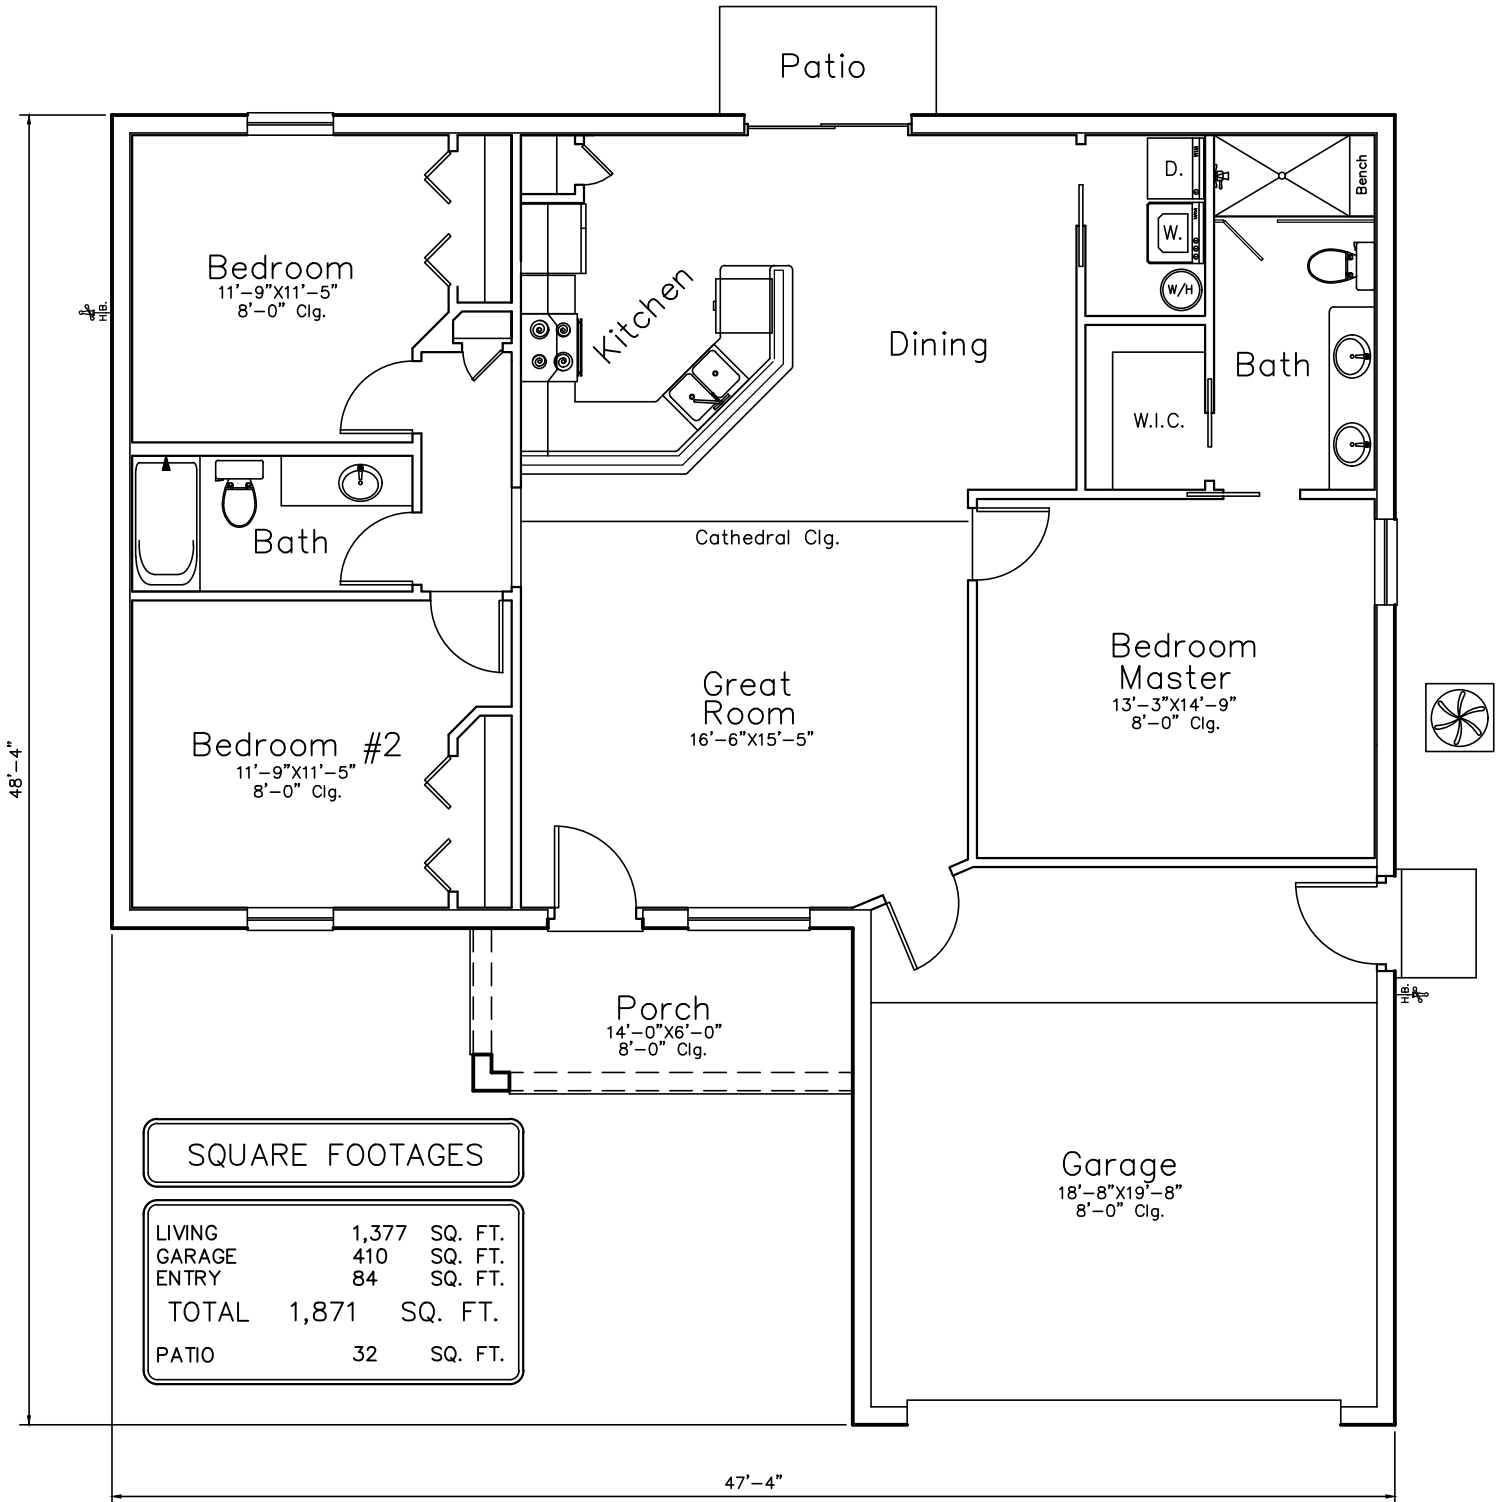 Patio
D.
Bench
W.
Bedroom
11'-9"X11'-5"
8'-0" Clg.
W/H
H.B.
Kitchen
Dining
Bath
W.I.C.
Bath
Cathedral Clg.
Bedroom
Master
13'-3"X14'-9"
8'-0" Clg.
Great
Room
16'-6"X15'-5"
Bedroom #2
11'-9"X11'-5"
8'-0" Clg.
48'-4"
H.B.
Porch
14'-0"X6'-0"
8'-0" Clg.
Garage
18'-8"X19'-8"
8'-0" Clg.
SQUARE FOOTAGES
LIVING 1,377 SQ. FT.
GARAGE 410 SQ. FT.
ENTRY 84 SQ. FT.
TOTAL 1,871 SQ. FT.
PATIO 32 SQ. FT.
47'-4"